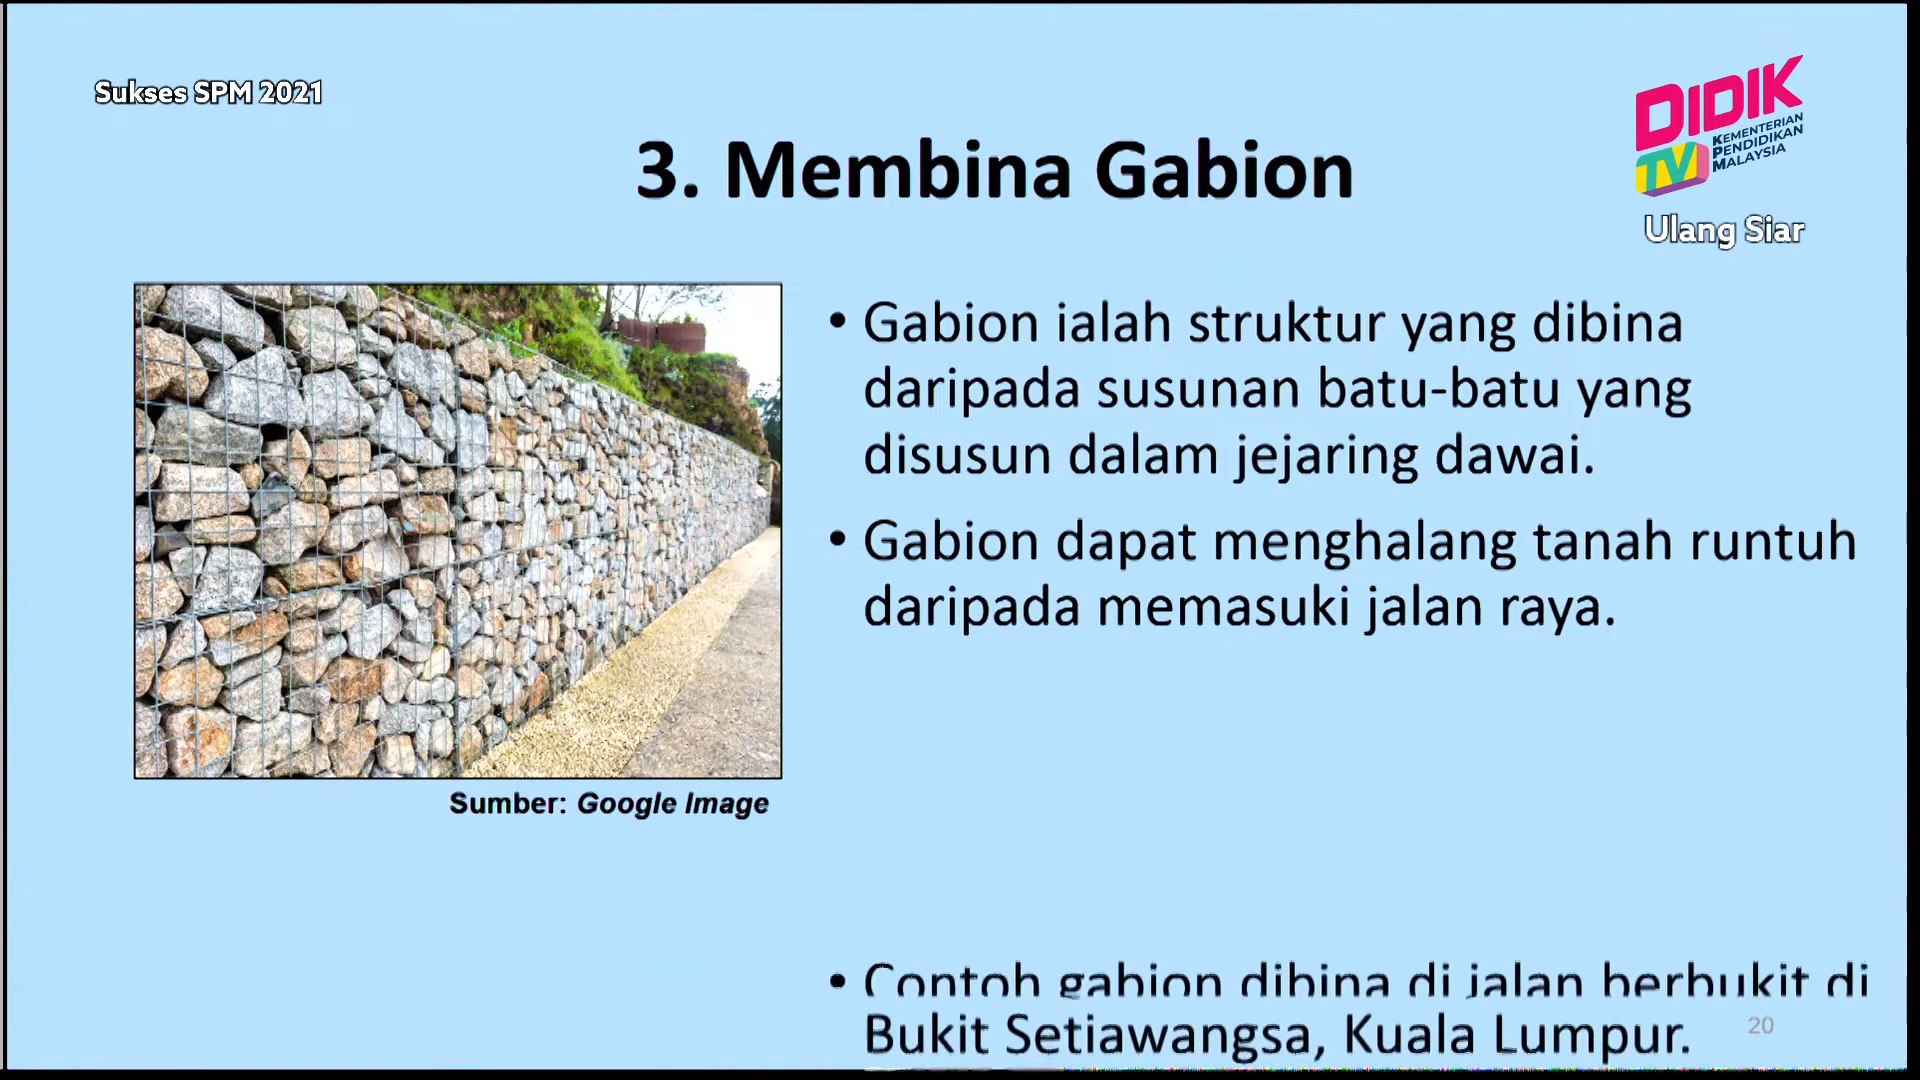 Sukses SPM 2021
DIDIK
TV
KEMENTERIAN
PENDIDIKAN
MALAYSIA
Ulang Siar
3. Membina Gabion
• Gabion ialah struktur yang dibina
daripada susunan batu-batu yang
disusun dalam jejaring dawai.
• Gabion dapat menghalang tanah runtuh
daripada memasuki jalan raya.
Sumber: Google Image
• Contoh gabion dibina di jalan berbukit di
Bukit Setiawangsa, Kuala Lumpur.
20